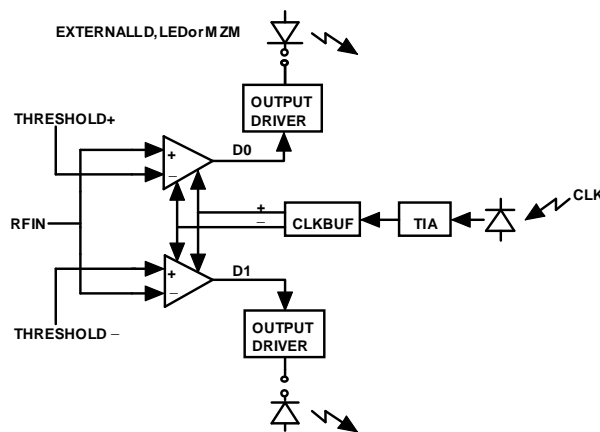 EXTERNALLD,LEDorMZM
OUTPUT
DRIVER
THRESHOLD+
D0
+
−
CLK
RFIN
+
−
CLKBUF
TIA
D1
+
−
OUTPUT
DRIVER
THRESHOLD −